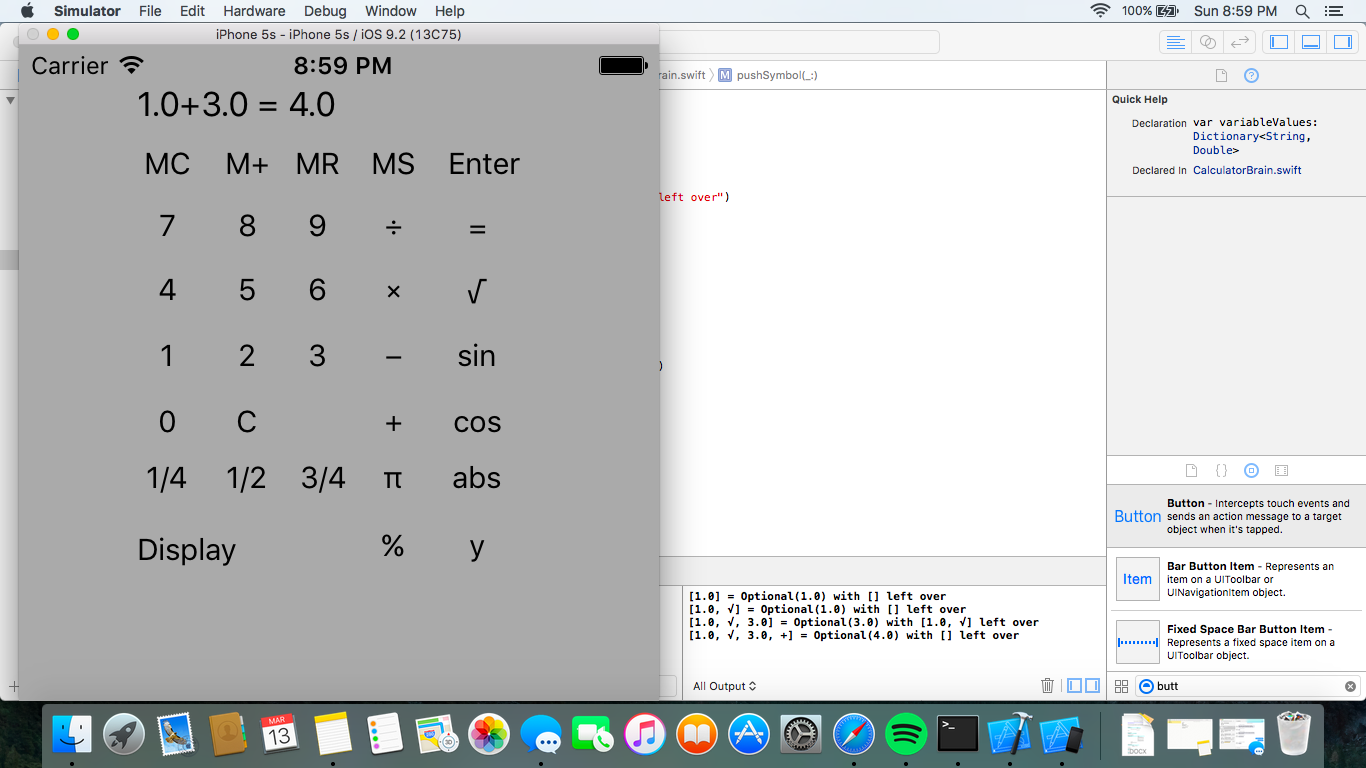 Simulator File Edit Hardware Debug Window Help 100% Sun 8:59 PM
iPhone 5s - iPhone 5s / iOS 9.2 (13C75)
Carrier 8:59 PM
1.0+3.0 = 4.0
MC M+ MR MS Enter
7 8 9 ÷ =
4 5 6 × √
1 2 3 − sin
0 C + cos
1/4 1/2 3/4 π abs
Display % y
rain.swift M pushSymbol(_:)
left over")
)
[1.0] = Optional(1.0) with [] left over
[1.0, √] = Optional(1.0) with [] left over
[1.0, √, 3.0] = Optional(3.0) with [1.0, √] left over
[1.0, √, 3.0, +] = Optional(4.0) with [] left over
All Output
Quick Help
Declaration var variableValues:
Dictionary<String,
Double>
Declared In CalculatorBrain.swift
Button Button - Intercepts touch events and
sends an action message to a target
object when it's tapped.
Item Bar Button Item - Represents an
item on a UIToolbar or
UINavigationItem object.
Fixed Space Bar Button Item -
Represents a fixed space item on a
UIToolbar object.
butt
MAR
13
3D
.docx